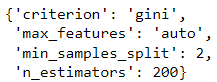 {'criterion': 'gini',
'max_features': 'auto',
'min_samples_split': 2,
'n_estimators': 200}